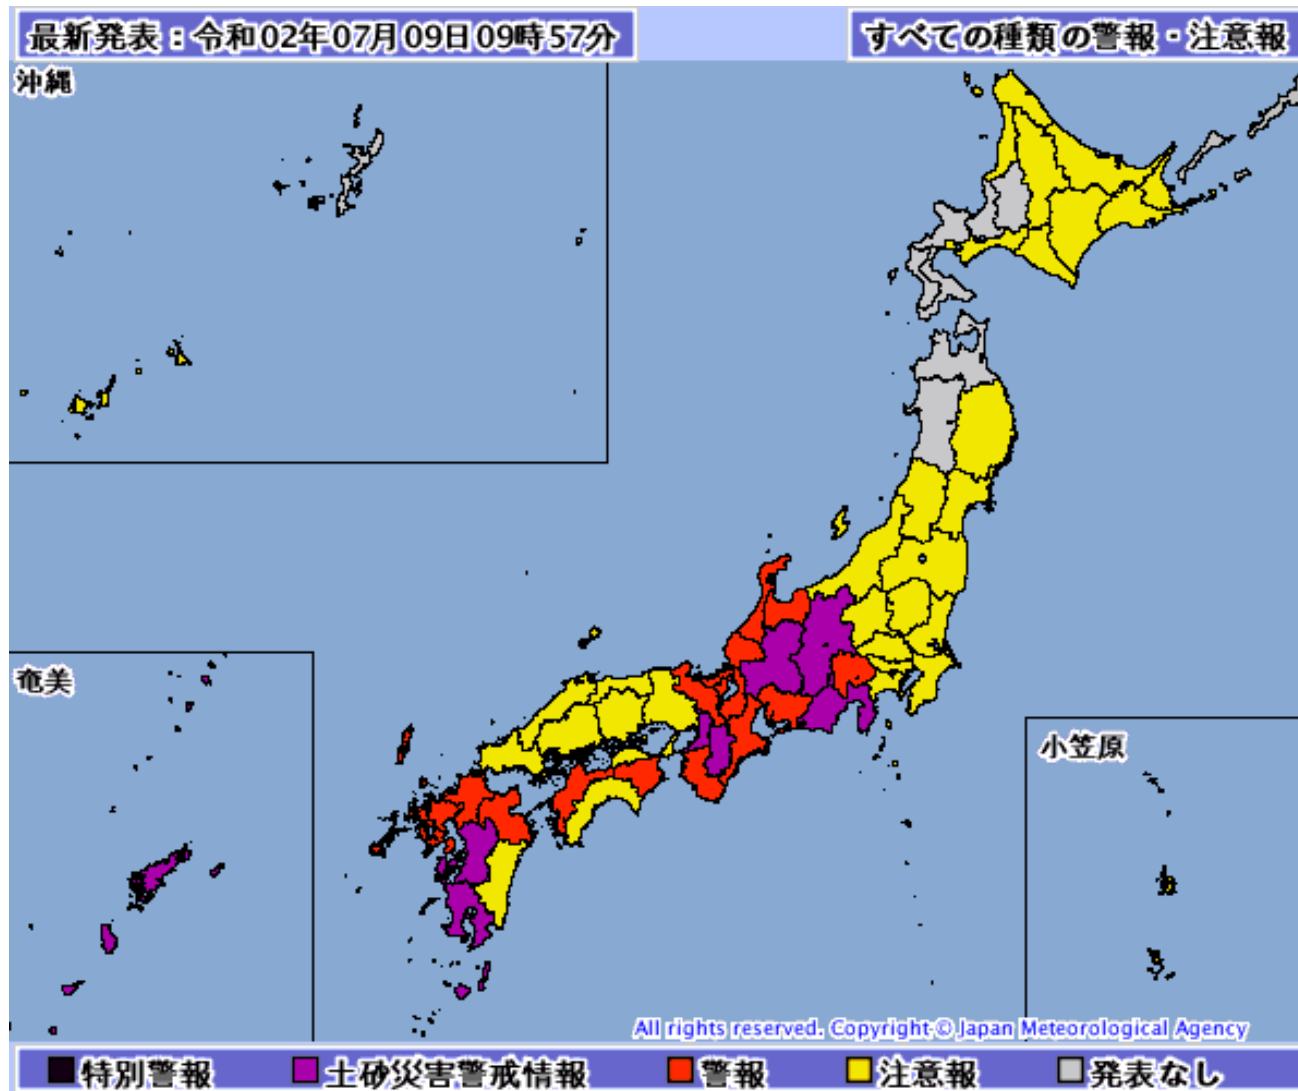 最新発表：令和02年07月09日09時57分
すべての種類の警報・注意報
沖縄
奄美
小笠原
All rights reserved. Copyright © Japan Meteorological Agency
特別警報
土砂災害警戒情報
警報
注意報
発表なし